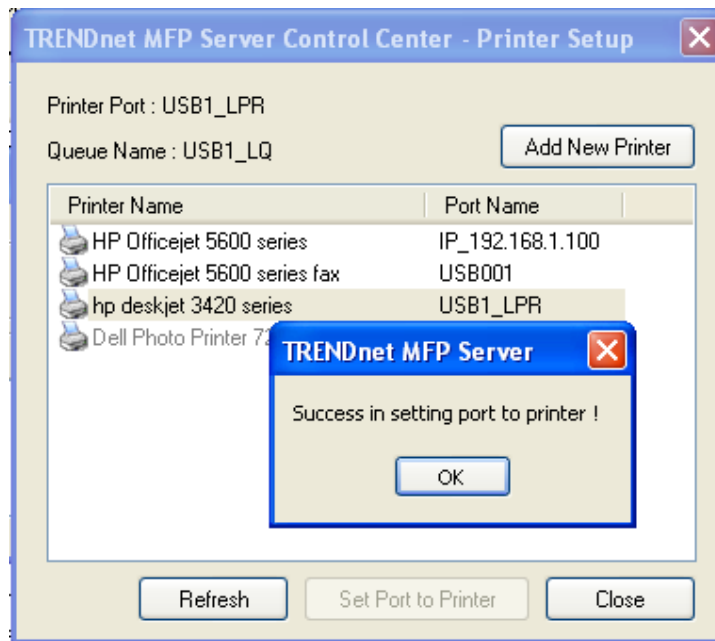 TRENDnet MFP Server Control Center - Printer Setup
Printer Port : USB1_LPR
Queue Name : USB1_LQ
Add New Printer
Printer Name Port Name
HP Officejet 5600 series IP_192.168.1.100
HP Officejet 5600 series fax USB001
hp deskjet 3420 series USB1_LPR
Dell Photo Printer
TRENDnet MFP Server
Success in setting port to printer !
OK
Refresh Set Port to Printer Close